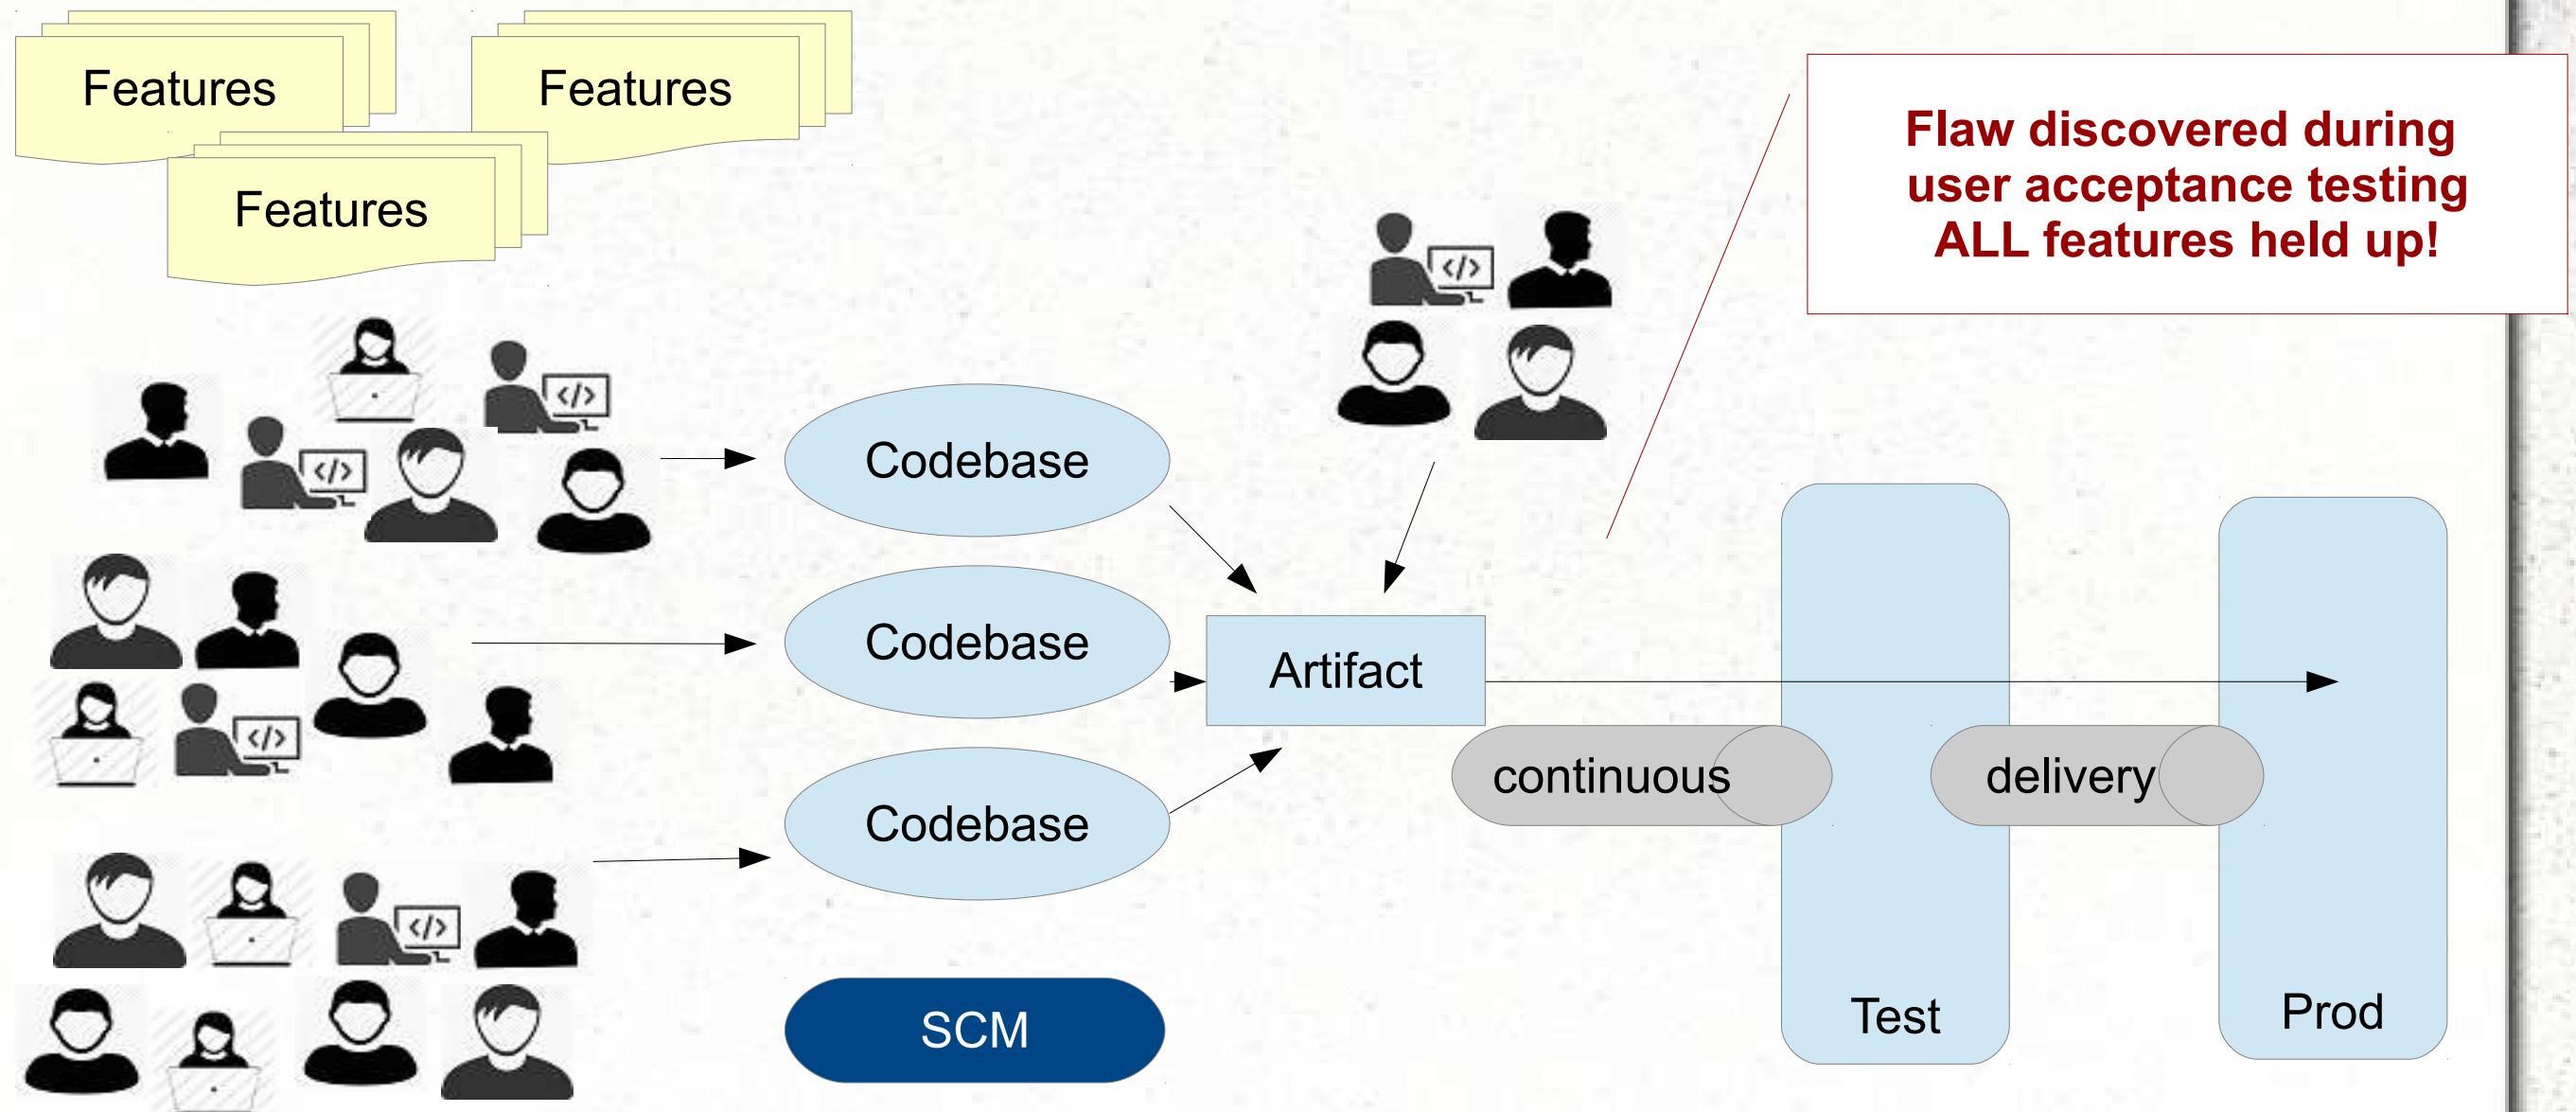 Features
Features
Features
Flaw discovered during
user acceptance testing
ALL features held up!
</>
</>
</>
Codebase
</>
Codebase
Artifact
</>
continuous
delivery
Codebase
</>
SCM
Test
Prod